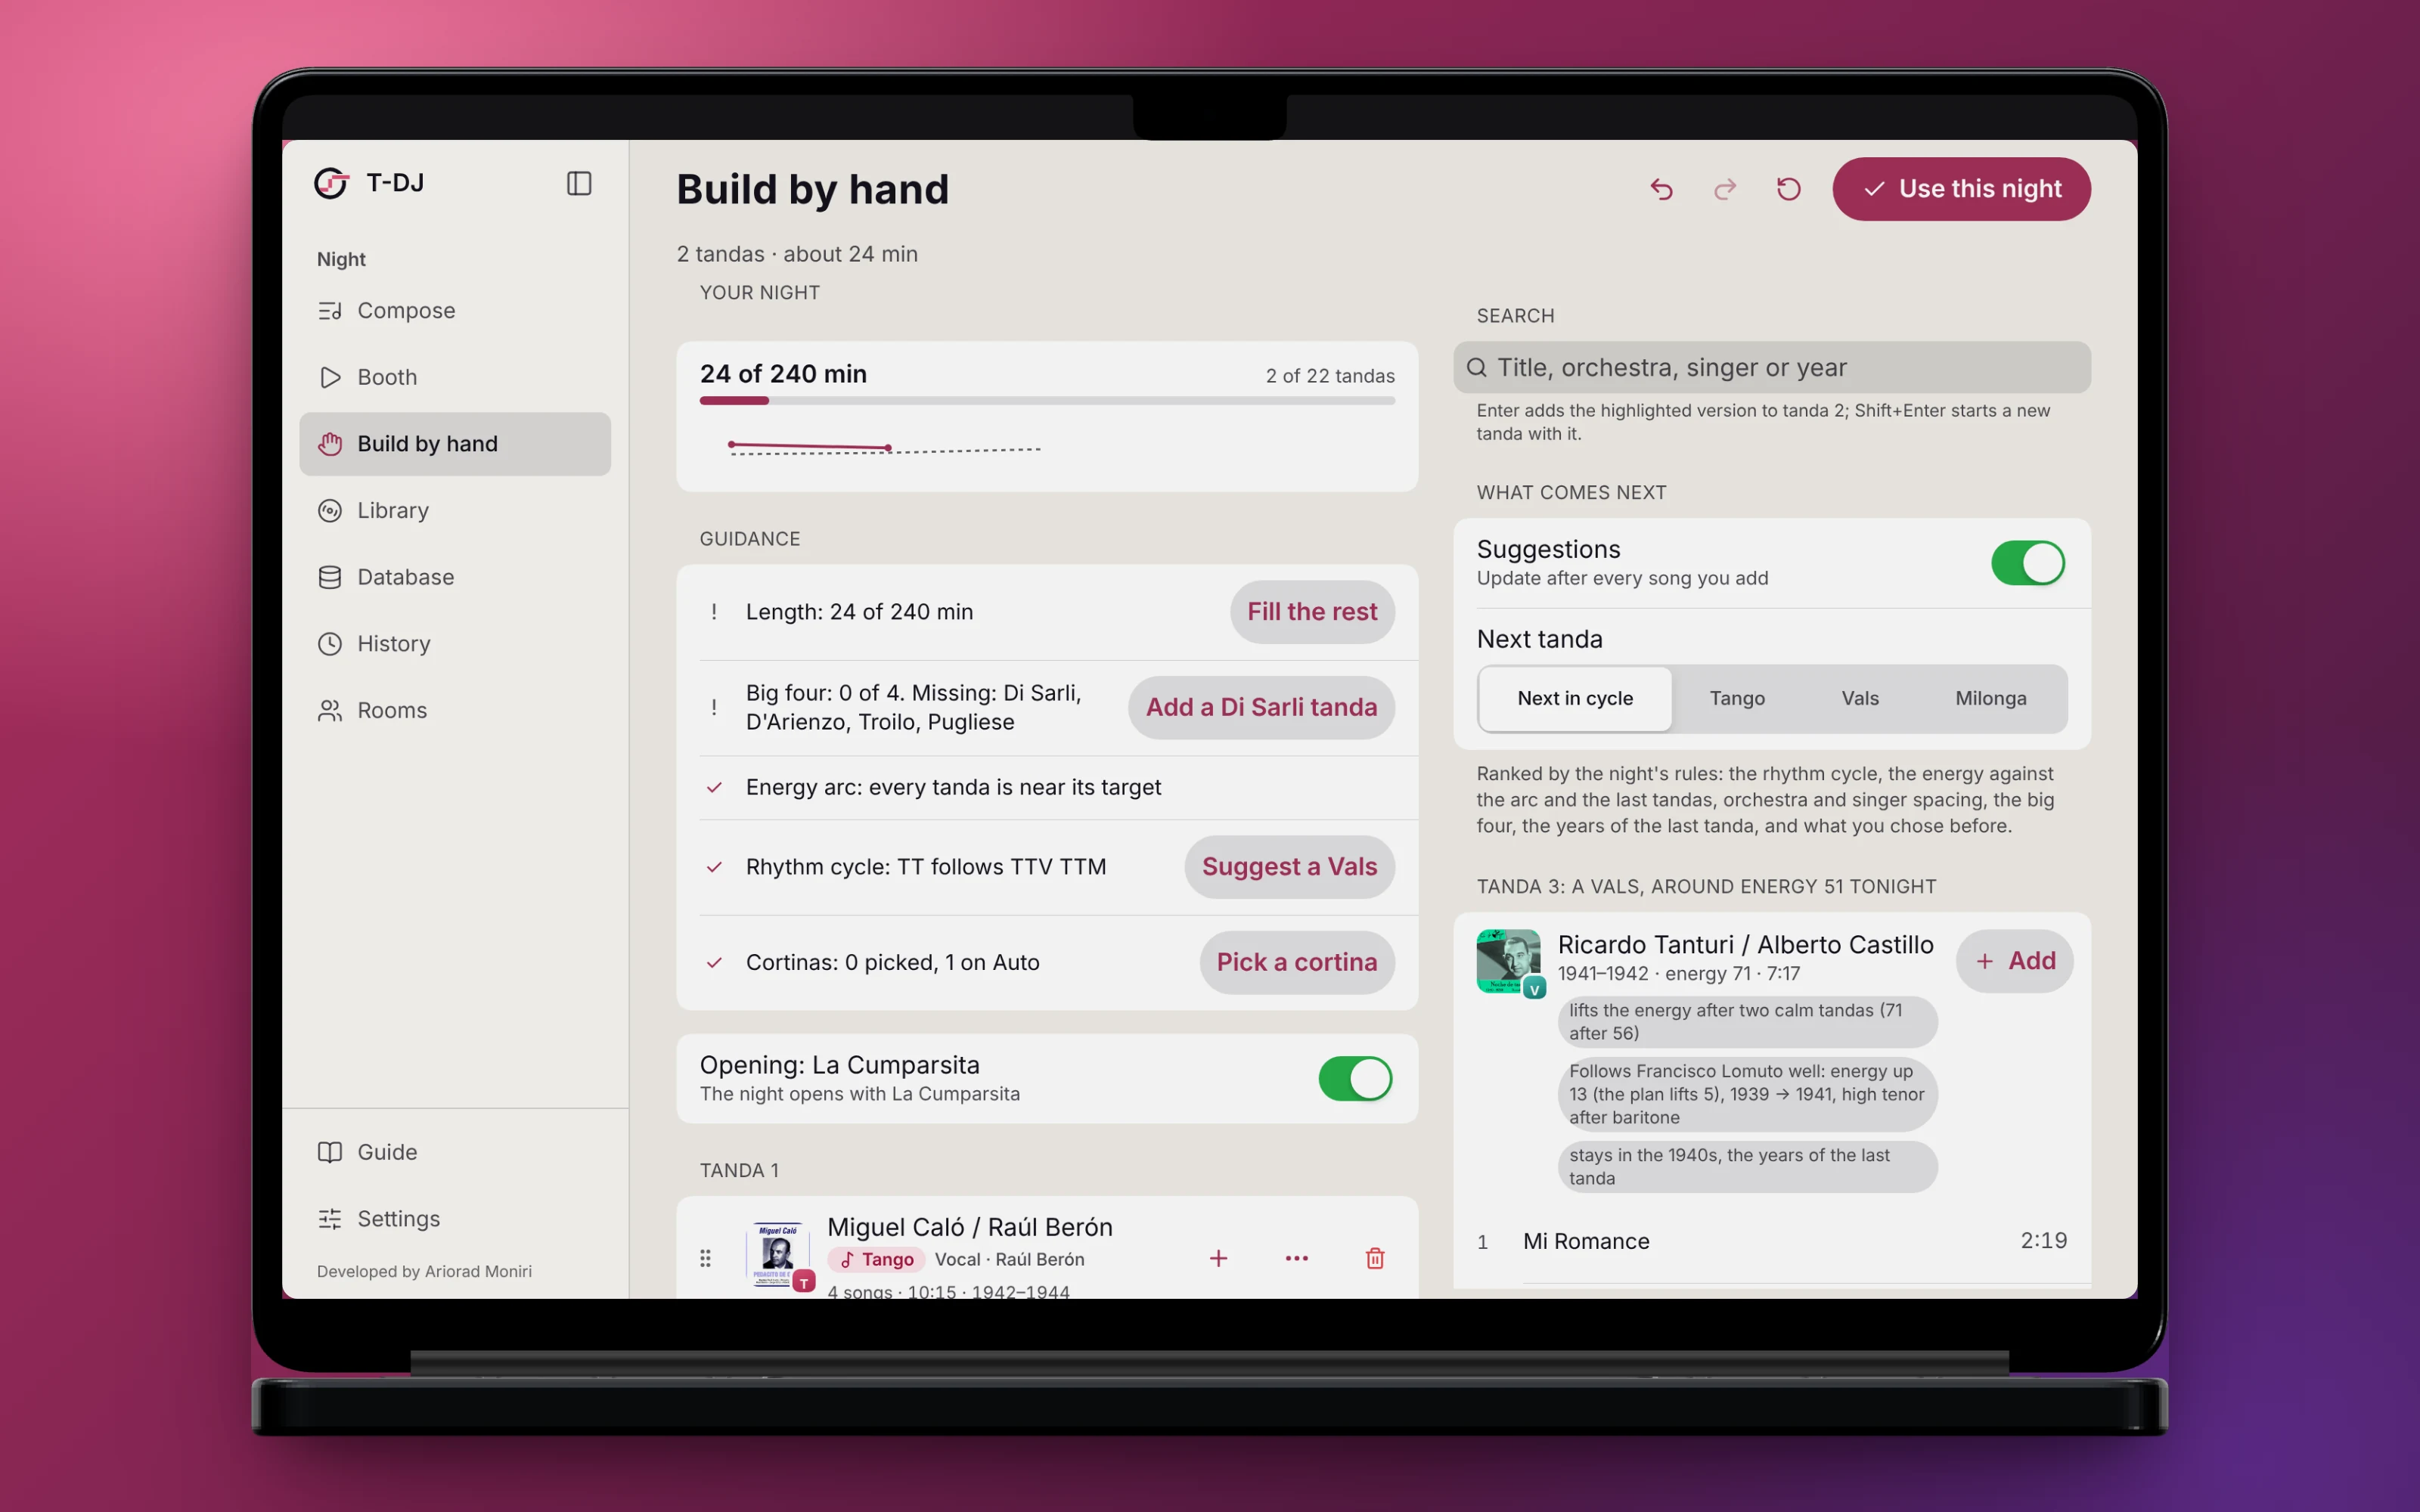 T-DJ
Night
Compose
Booth
Build by hand
Library
Database
History
Rooms
Guide
Settings
Developed by Ariorad Moniri
Build by hand
Use this night
2 tandas · about 24 min
YOUR NIGHT
24 of 240 min
2 of 22 tandas
GUIDANCE
! Length: 24 of 240 min
Fill the rest
! Big four: 0 of 4. Missing: Di Sarli,
D'Arienzo, Troilo, Pugliese
Add a Di Sarli tanda
Energy arc: every tanda is near its target
Rhythm cycle: TT follows TTV TTM
Suggest a Vals
Cortinas: 0 picked, 1 on Auto
Pick a cortina
Opening: La Cumparsita
The night opens with La Cumparsita
TANDA 1
Miguel Caló
T
Miguel Caló / Raúl Berón
Tango
Vocal · Raúl Berón
4 songs · 10:15 · 1942–1944
SEARCH
Title, orchestra, singer or year
Enter adds the highlighted version to tanda 2; Shift+Enter starts a new
tanda with it.
WHAT COMES NEXT
Suggestions
Update after every song you add
Next tanda
Next in cycle
Tango
Vals
Milonga
Ranked by the night's rules: the rhythm cycle, the energy against
the arc and the last tandas, orchestra and singer spacing, the big
four, the years of the last tanda, and what you chose before.
TANDA 3: A VALS, AROUND ENERGY 51 TONIGHT
V
Ricardo Tanturi / Alberto Castillo
1941–1942 · energy 71 · 7:17
+ Add
lifts the energy after two calm tandas (71
after 56)
Follows Francisco Lomuto well: energy up
13 (the plan lifts 5), 1939 → 1941, high tenor
after baritone
stays in the 1940s, the years of the last
tanda
1 Mi Romance 2:19